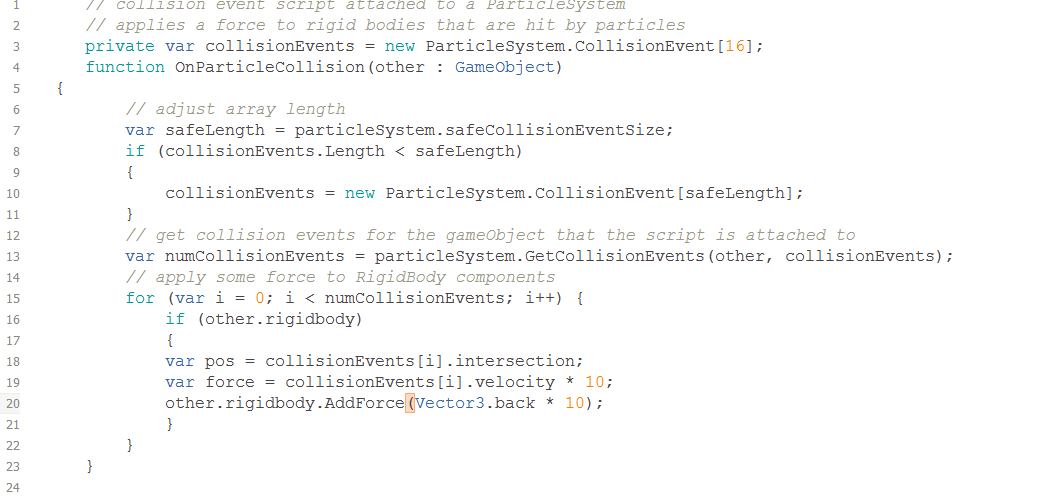 1 // collision event script attached to a ParticleSystem
2 // applies a force to rigid bodies that are hit by particles
3 private var collisionEvents = new ParticleSystem.CollisionEvent[16];
4 function OnParticleCollision(other : GameObject)
5 {
6 // adjust array length
7 var safeLength = particleSystem.safeCollisionEventSize;
8 if (collisionEvents.Length < safeLength)
9 {
10 collisionEvents = new ParticleSystem.CollisionEvent[safeLength];
11 }
12 // get collision events for the gameObject that the script is attached to
13 var numCollisionEvents = particleSystem.GetCollisionEvents(other, collisionEvents);
14 // apply some force to RigidBody components
15 for (var i = 0; i < numCollisionEvents; i++) {
16 if (other.rigidbody)
17 {
18 var pos = collisionEvents[i].intersection;
19 var force = collisionEvents[i].velocity * 10;
20 other.rigidbody.AddForce(Vector3.back * 10);
21 }
22 }
23 }
24